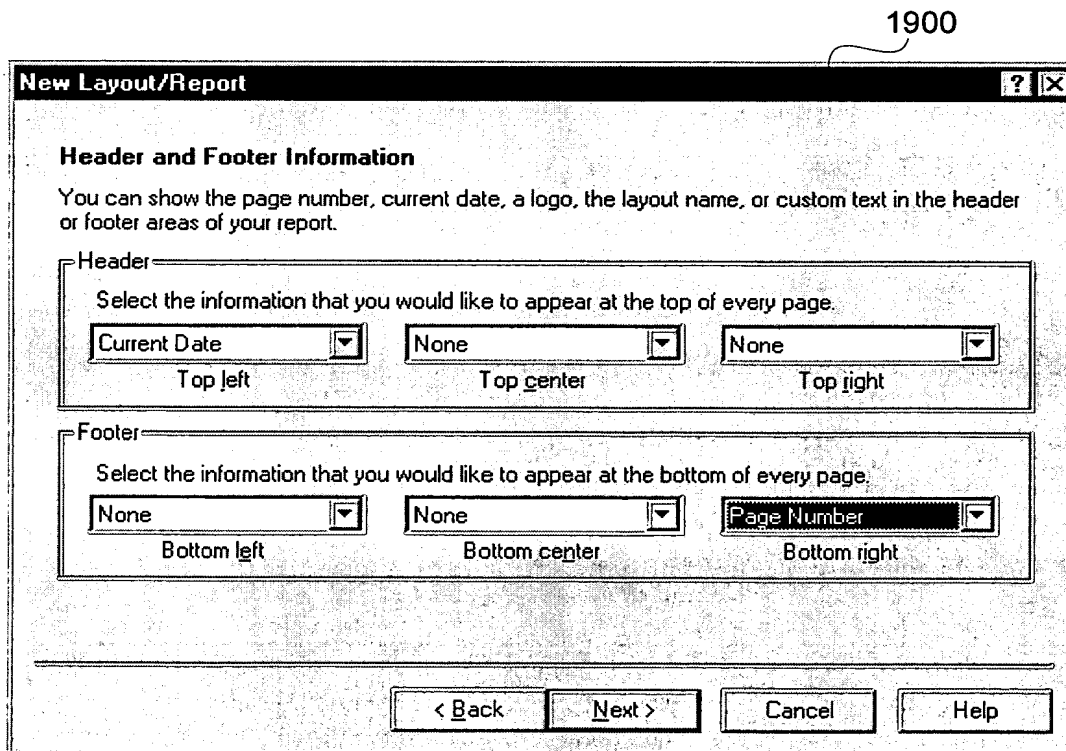 1900
New Layout/Report
Header and Footer Information
You can show the page number, current date, a logo, the layout name, or custom text in the header
or footer areas of your report.
Header
Select the information that you would like to appear at the top of every page.
Current Date None None
Top left Top center Top right
Footer
Select the information that you would like to appear at the bottom of every page.
None None Page Number
Bottom left Bottom center Bottom right
< Back Next > Cancel Help